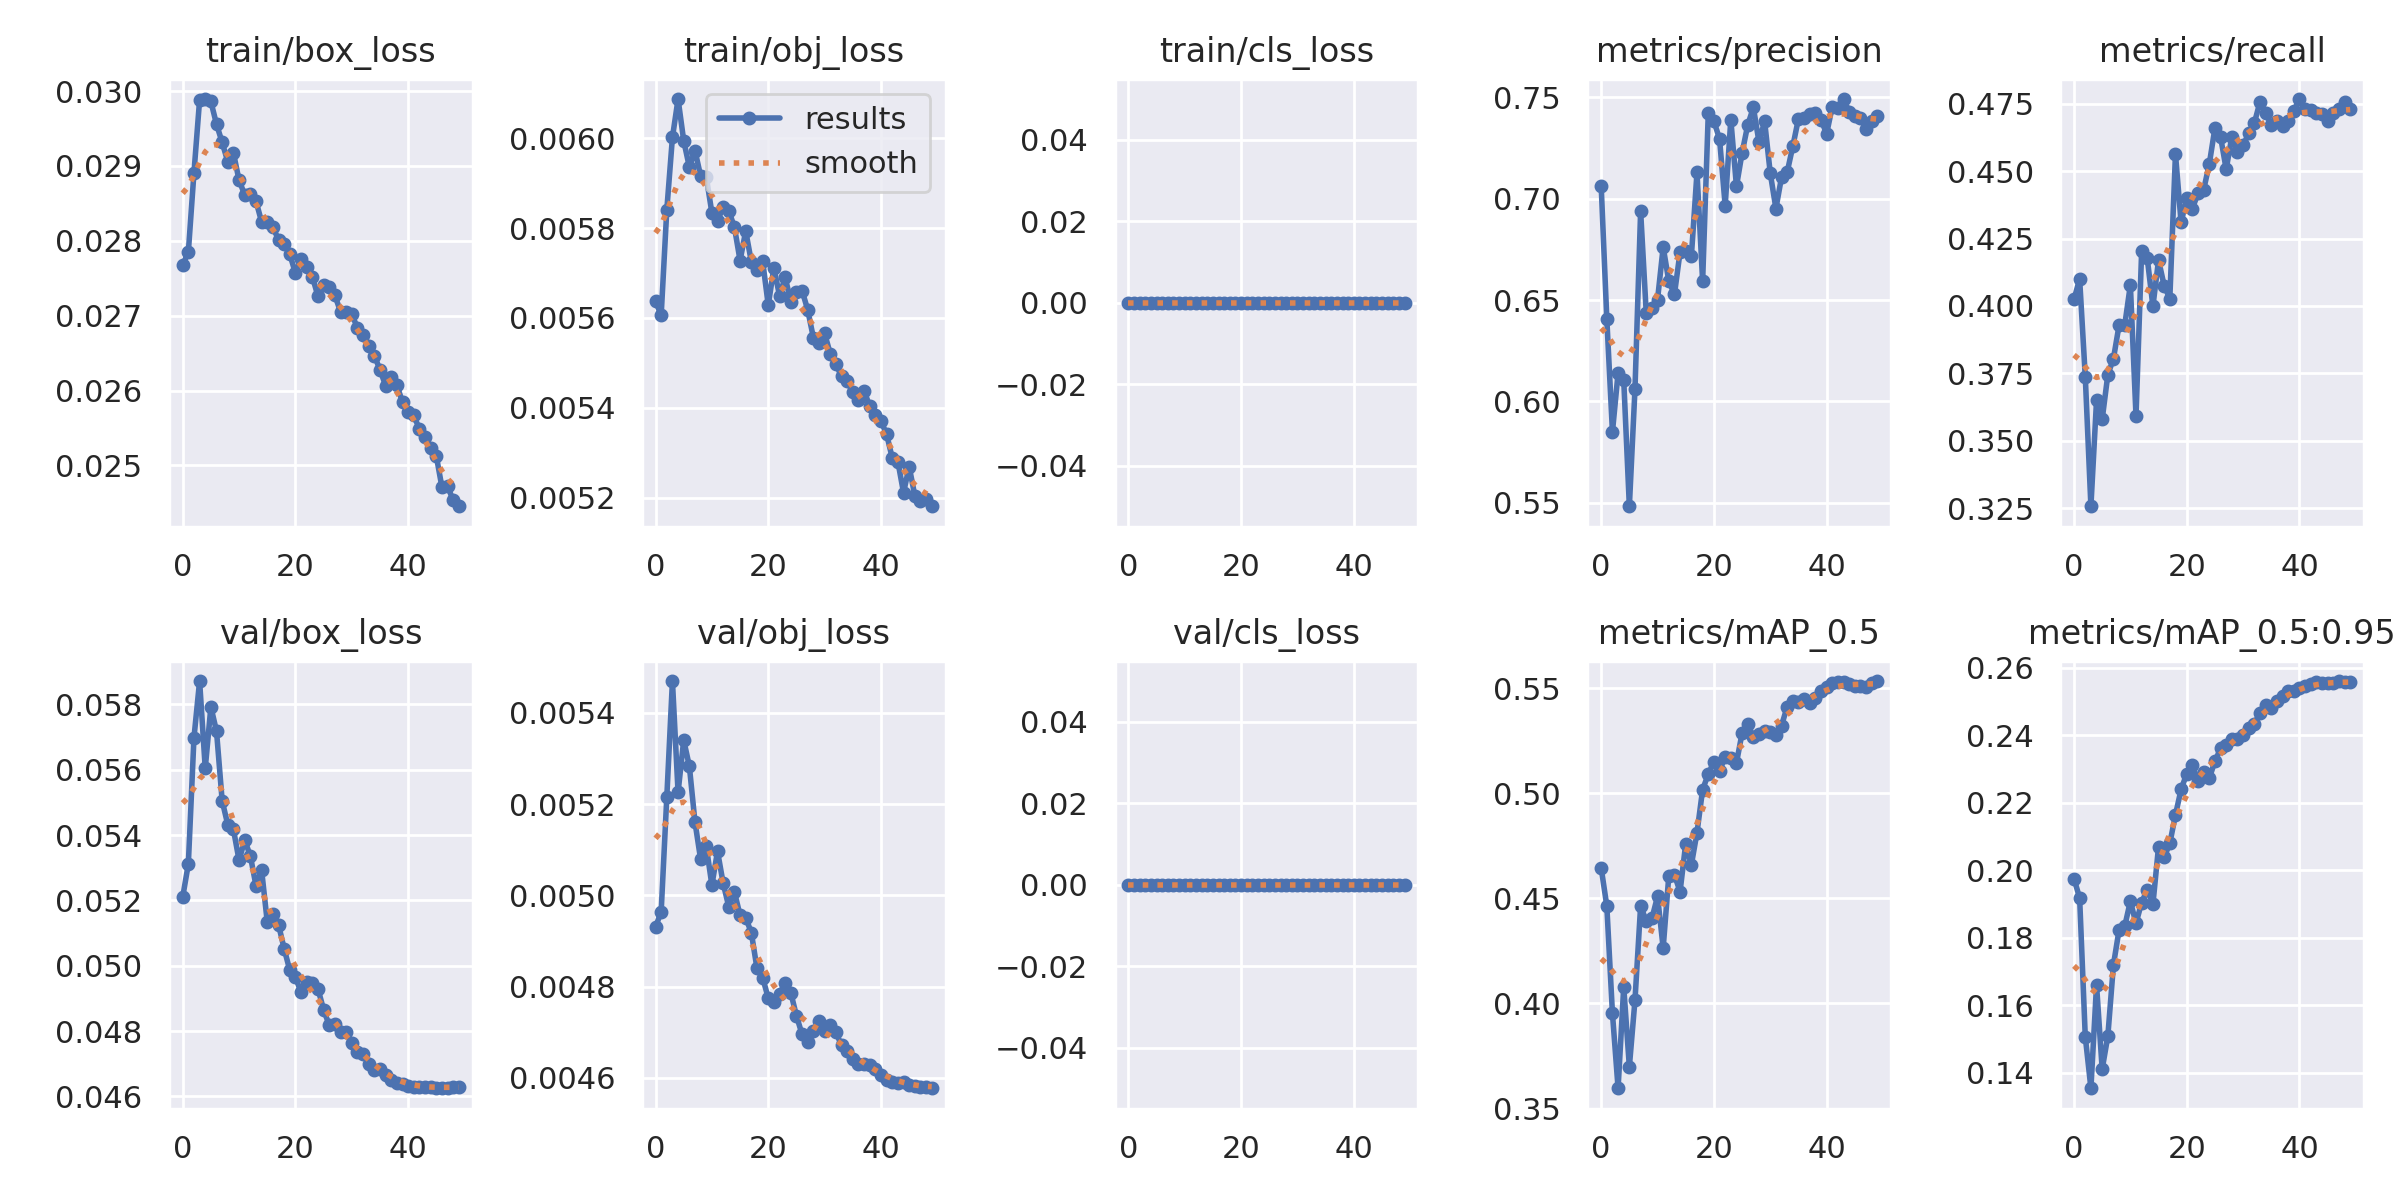 train/box_loss
0.030
0.029
0.028
0.027
0.026
0.025
0 20 40
train/obj_loss
results
smooth
0.0060
0.0058
0.0056
0.0054
0.0052
0 20 40
train/cls_loss
0.04
0.02
0.00
−0.02
−0.04
0 20 40
metrics/precision
0.75
0.70
0.65
0.60
0.55
0 20 40
metrics/recall
0.475
0.450
0.425
0.400
0.375
0.350
0.325
0 20 40
val/box_loss
0.058
0.056
0.054
0.052
0.050
0.048
0.046
0 20 40
val/obj_loss
0.0054
0.0052
0.0050
0.0048
0.0046
0 20 40
val/cls_loss
0.04
0.02
0.00
−0.02
−0.04
0 20 40
metrics/mAP_0.5
0.55
0.50
0.45
0.40
0.35
0 20 40
metrics/mAP_0.5:0.95
0.26
0.24
0.22
0.20
0.18
0.16
0.14
0 20 40